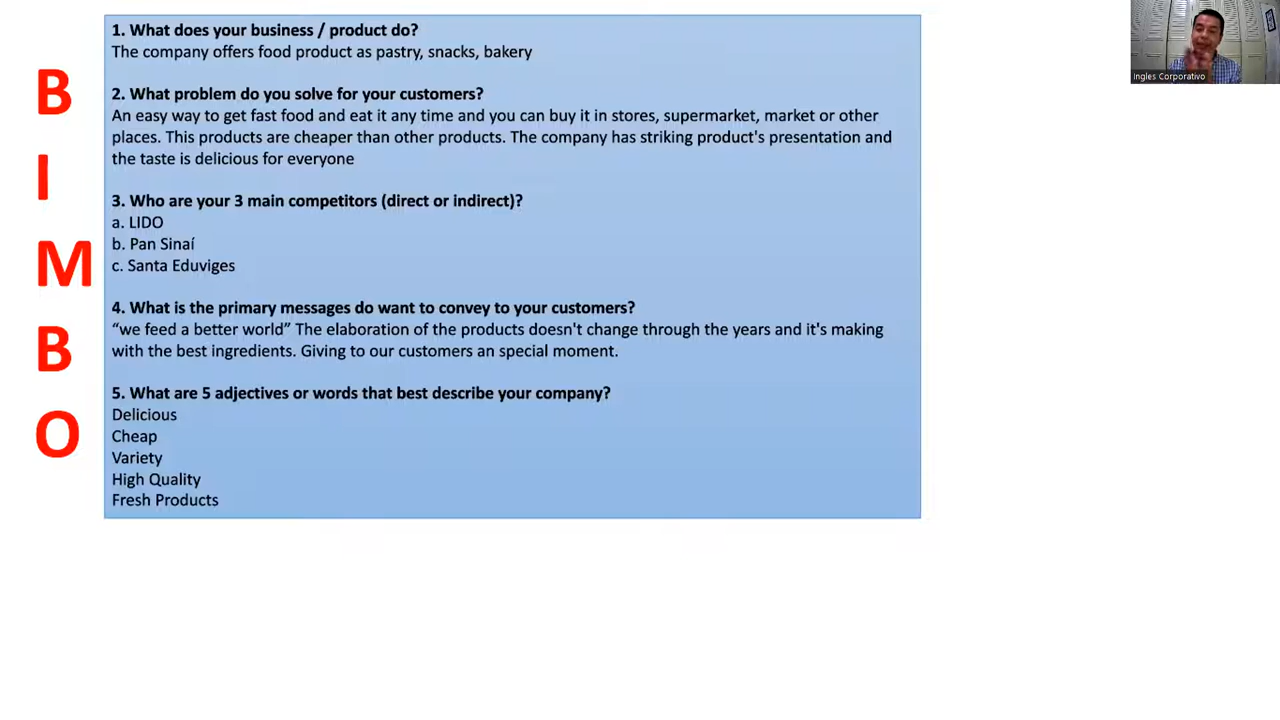 B
I
M
B
O
1. What does your business / product do?
The company offers food product as pastry, snacks, bakery
2. What problem do you solve for your customers?
An easy way to get fast food and eat it any time and you can buy it in stores, supermarket, market or other
places. This products are cheaper than other products. The company has striking product's presentation and
the taste is delicious for everyone
3. Who are your 3 main competitors (direct or indirect)?
a. LIDO
b. Pan Sinaí
c. Santa Eduviges
4. What is the primary messages do want to convey to your customers?
“we feed a better world” The elaboration of the products doesn't change through the years and it's making
with the best ingredients. Giving to our customers an special moment.
5. What are 5 adjectives or words that best describe your company?
Delicious
Cheap
Variety
High Quality
Fresh Products
Ingles Corporativo